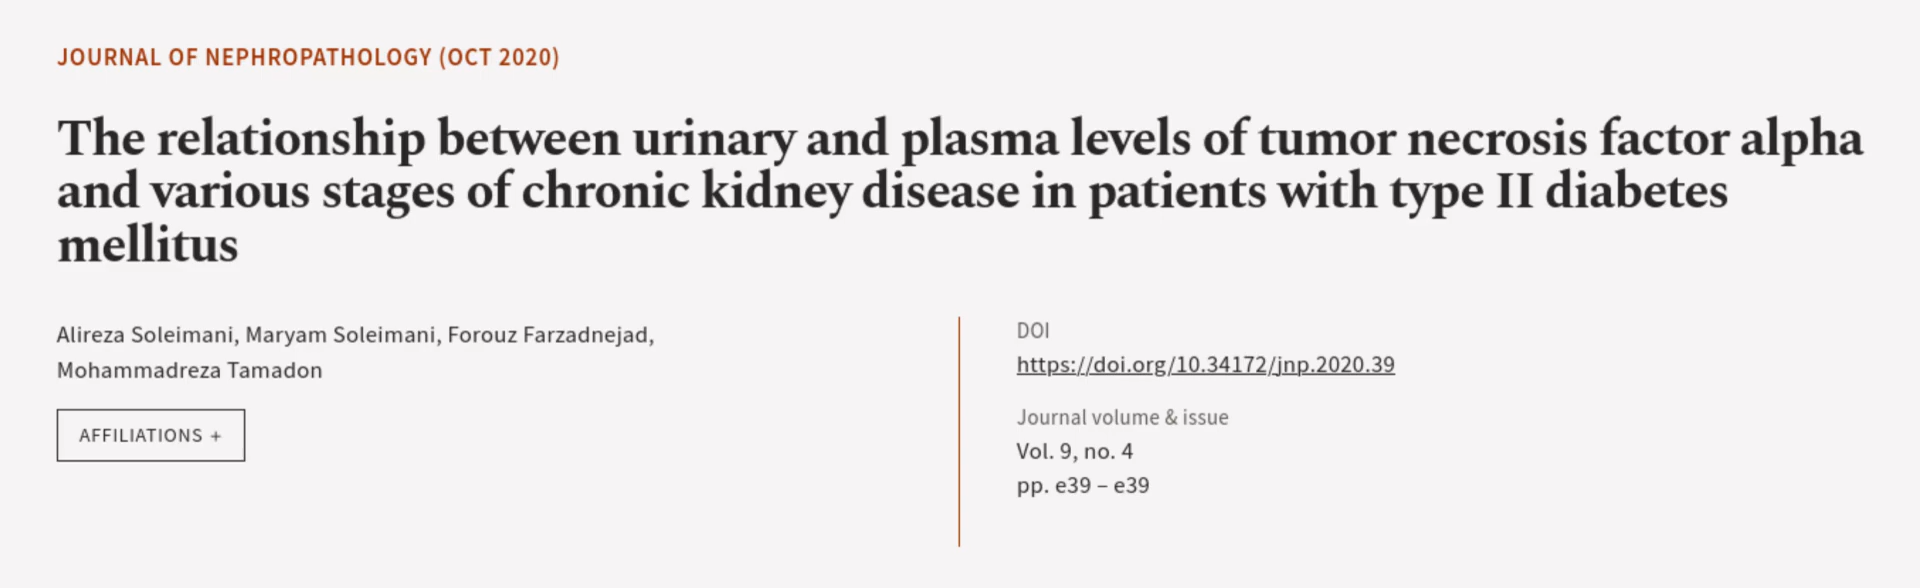 JOURNAL OF NEPHROPATHOLOGY (OCT 2020)
The relationship between urinary and plasma levels of tumor necrosis factor alpha
and various stages of chronic kidney disease in patients with type II diabetes
mellitus
Alireza Soleimani, Maryam Soleimani, Forouz Farzadnejad,
Mohammadreza Tamadon
AFFILIATIONS +
DOI
https://doi.org/10.34172/jnp.2020.39
Journal volume & issue
Vol. 9, no. 4
pp. e39 – e39